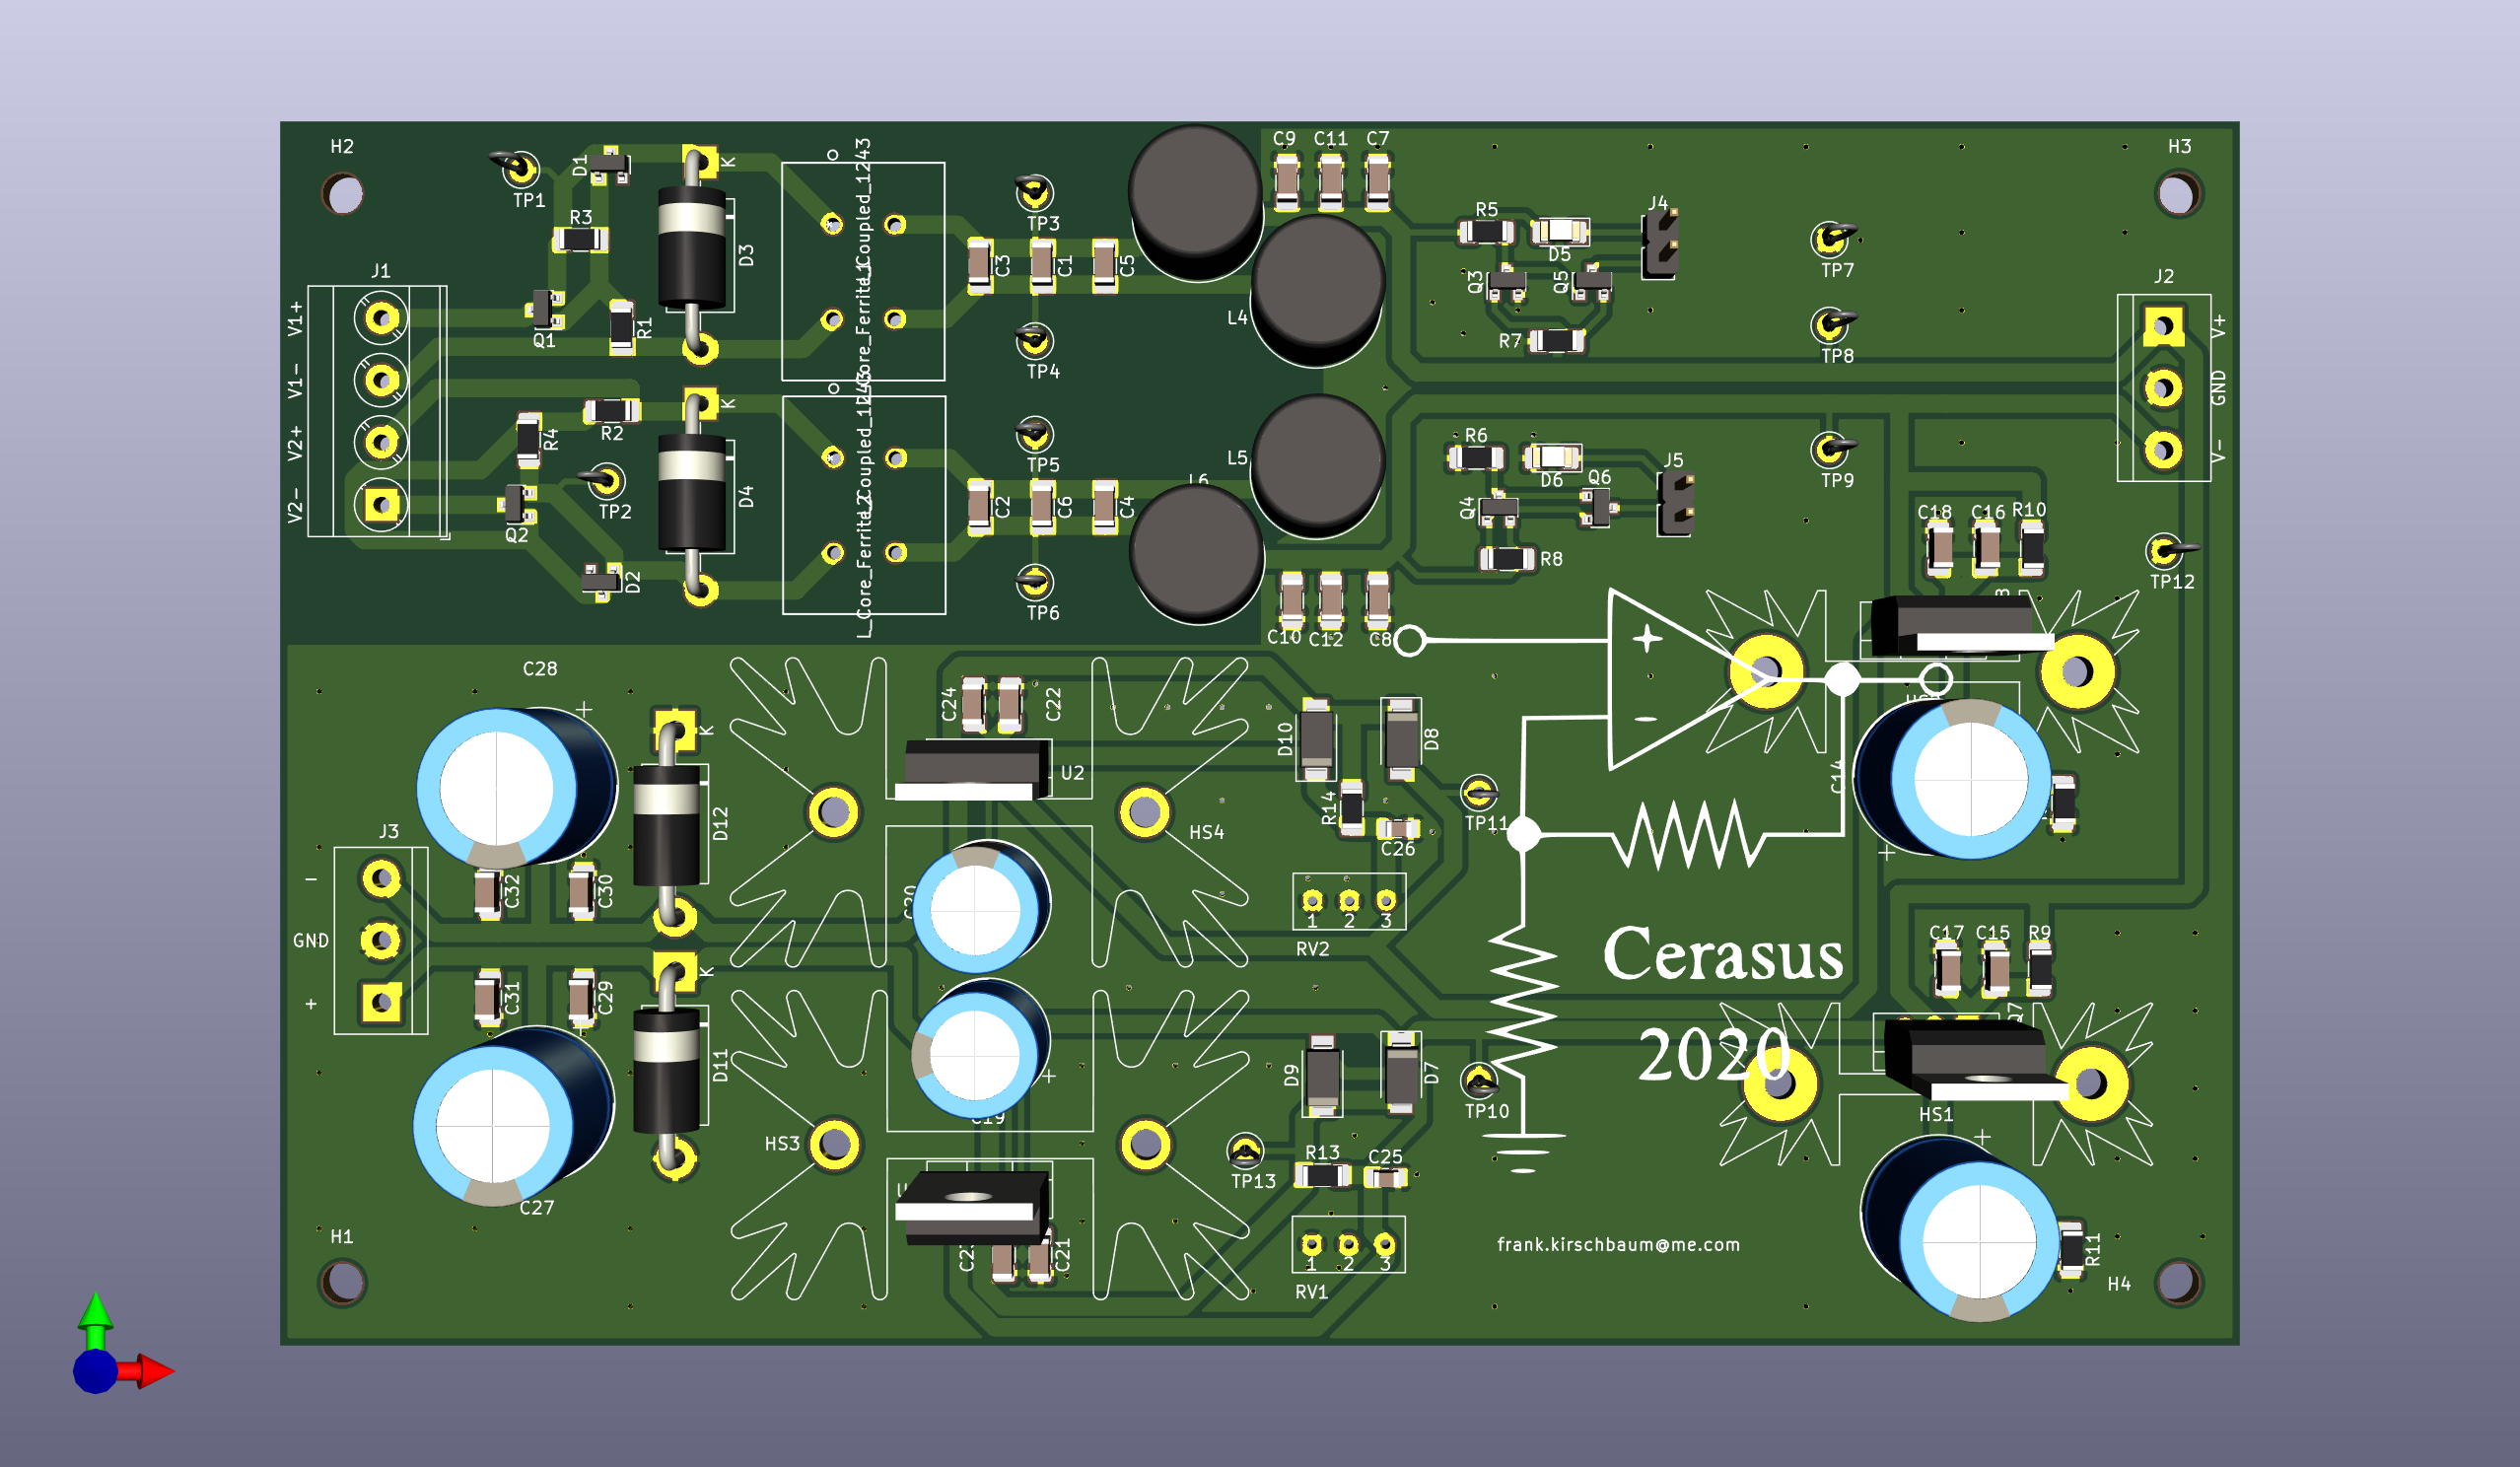 H2
TP1
D1
K
D3
R3
R1
Q1
J1
V1+
V1-
V2+
V2-
R4
R2
K
D4
TP2
Q2
D2
TP3
C3
C1
C5
TP4
TP5
C2
C6
C4
TP6
L4
L5
C9
C11
C7
R5
D5
J4
Q3
Q5
R7
TP7
TP8
H3
J2
V+
GND
V-
R6
D6
Q6
J5
Q4
R8
TP9
C18
C16
R10
TP12
C10
C12
C8
C28
+
K
D12
J3
-
GND
+
C32
C30
K
C31
C29
D11
C27
H1
C24
C22
U2
HS4
HS3
+
C21
D10
D8
R14
C26
TP11
1 2 3
RV2
D9
D7
TP10
R13
C25
TP13
1 2 3
RV1
+
-
C14
+
Cerasus
2020
C17
C15
R9
Q7
HS1
+
R11
H4
frank.kirschbaum@me.com